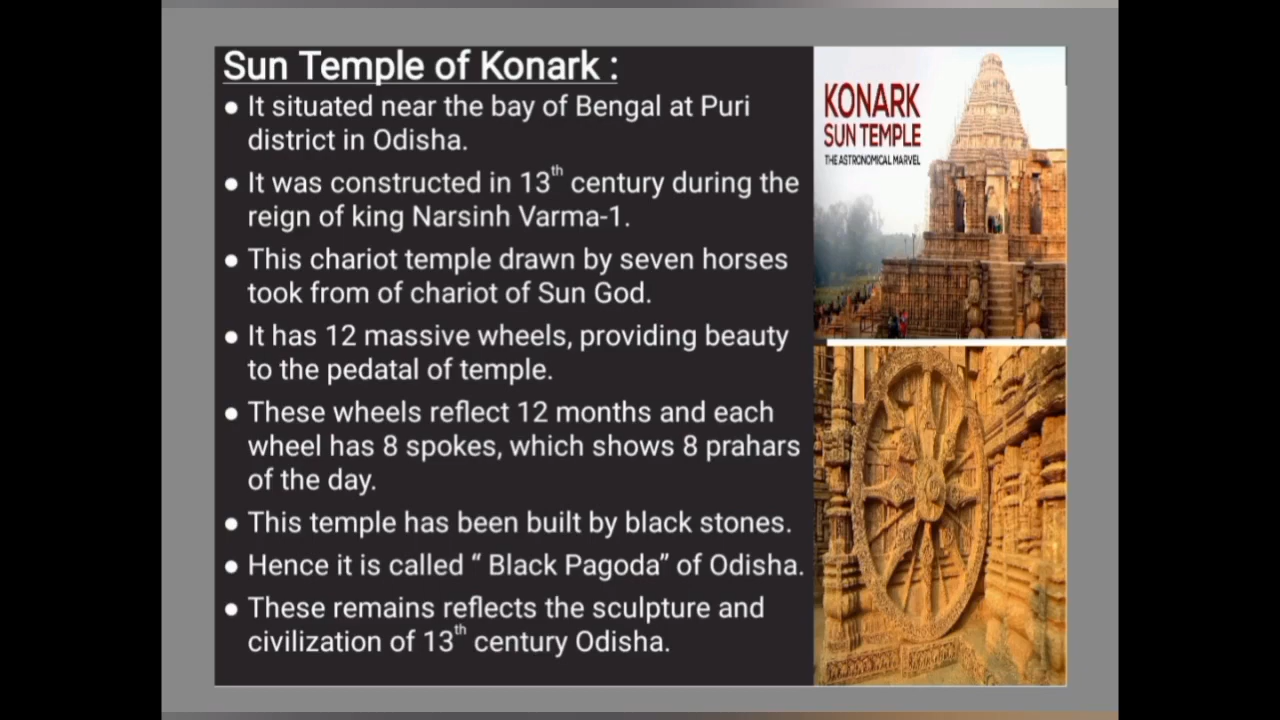 Sun Temple of Konark :
● It situated near the bay of Bengal at Puri
district in Odisha.
● It was constructed in 13th century during the
reign of king Narsinh Varma-1.
● This chariot temple drawn by seven horses
took from of chariot of Sun God.
● It has 12 massive wheels, providing beauty
to the pedatal of temple.
● These wheels reflect 12 months and each
wheel has 8 spokes, which shows 8 prahars
of the day.
● This temple has been built by black stones.
● Hence it is called “ Black Pagoda” of Odisha.
● These remains reflects the sculpture and
civilization of 13th century Odisha.
KONARK
SUN TEMPLE
THE ASTRONOMICAL MARVEL